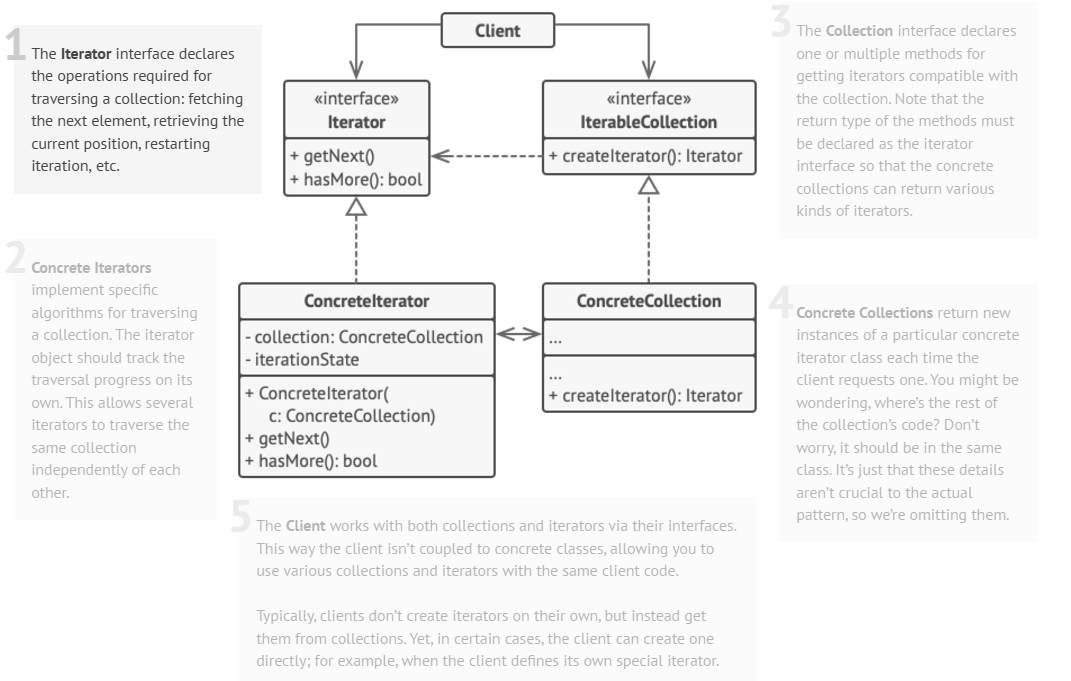 1
The Iterator interface declares
the operations required for
traversing a collection: fetching
the next element, retrieving the
current position, restarting
iteration, etc.
Client
«interface»
Iterator
+ getNext()
+ hasMore(): bool
«interface»
IterableCollection
+ createIterator(): Iterator
3
The Collection interface declares
one or multiple methods for
getting iterators compatible with
the collection. Note that the
return type of the methods must
be declared as the iterator
interface so that the concrete
collections can return various
kinds of iterators.
2
Concrete Iterators
implement specific
algorithms for traversing
a collection. The iterator
object should track the
traversal progress on its
own. This allows several
iterators to traverse the
same collection
independently of each
other.
ConcreteIterator
- collection: ConcreteCollection
- iterationState
+ ConcreteIterator(
c: ConcreteCollection)
+ getNext()
+ hasMore(): bool
ConcreteCollection
...
...
+ createIterator(): Iterator
4
Concrete Collections return new
instances of a particular concrete
iterator class each time the
client requests one. You might be
wondering, where’s the rest of
the collection’s code? Don’t
worry, it should be in the same
class. It’s just that these details
aren’t crucial to the actual
pattern, so we’re omitting them.
5
The Client works with both collections and iterators via their interfaces.
This way the client isn’t coupled to concrete classes, allowing you to
use various collections and iterators with the same client code.
Typically, clients don’t create iterators on their own, but instead get
them from collections. Yet, in certain cases, the client can create one
directly; for example, when the client defines its own special iterator.